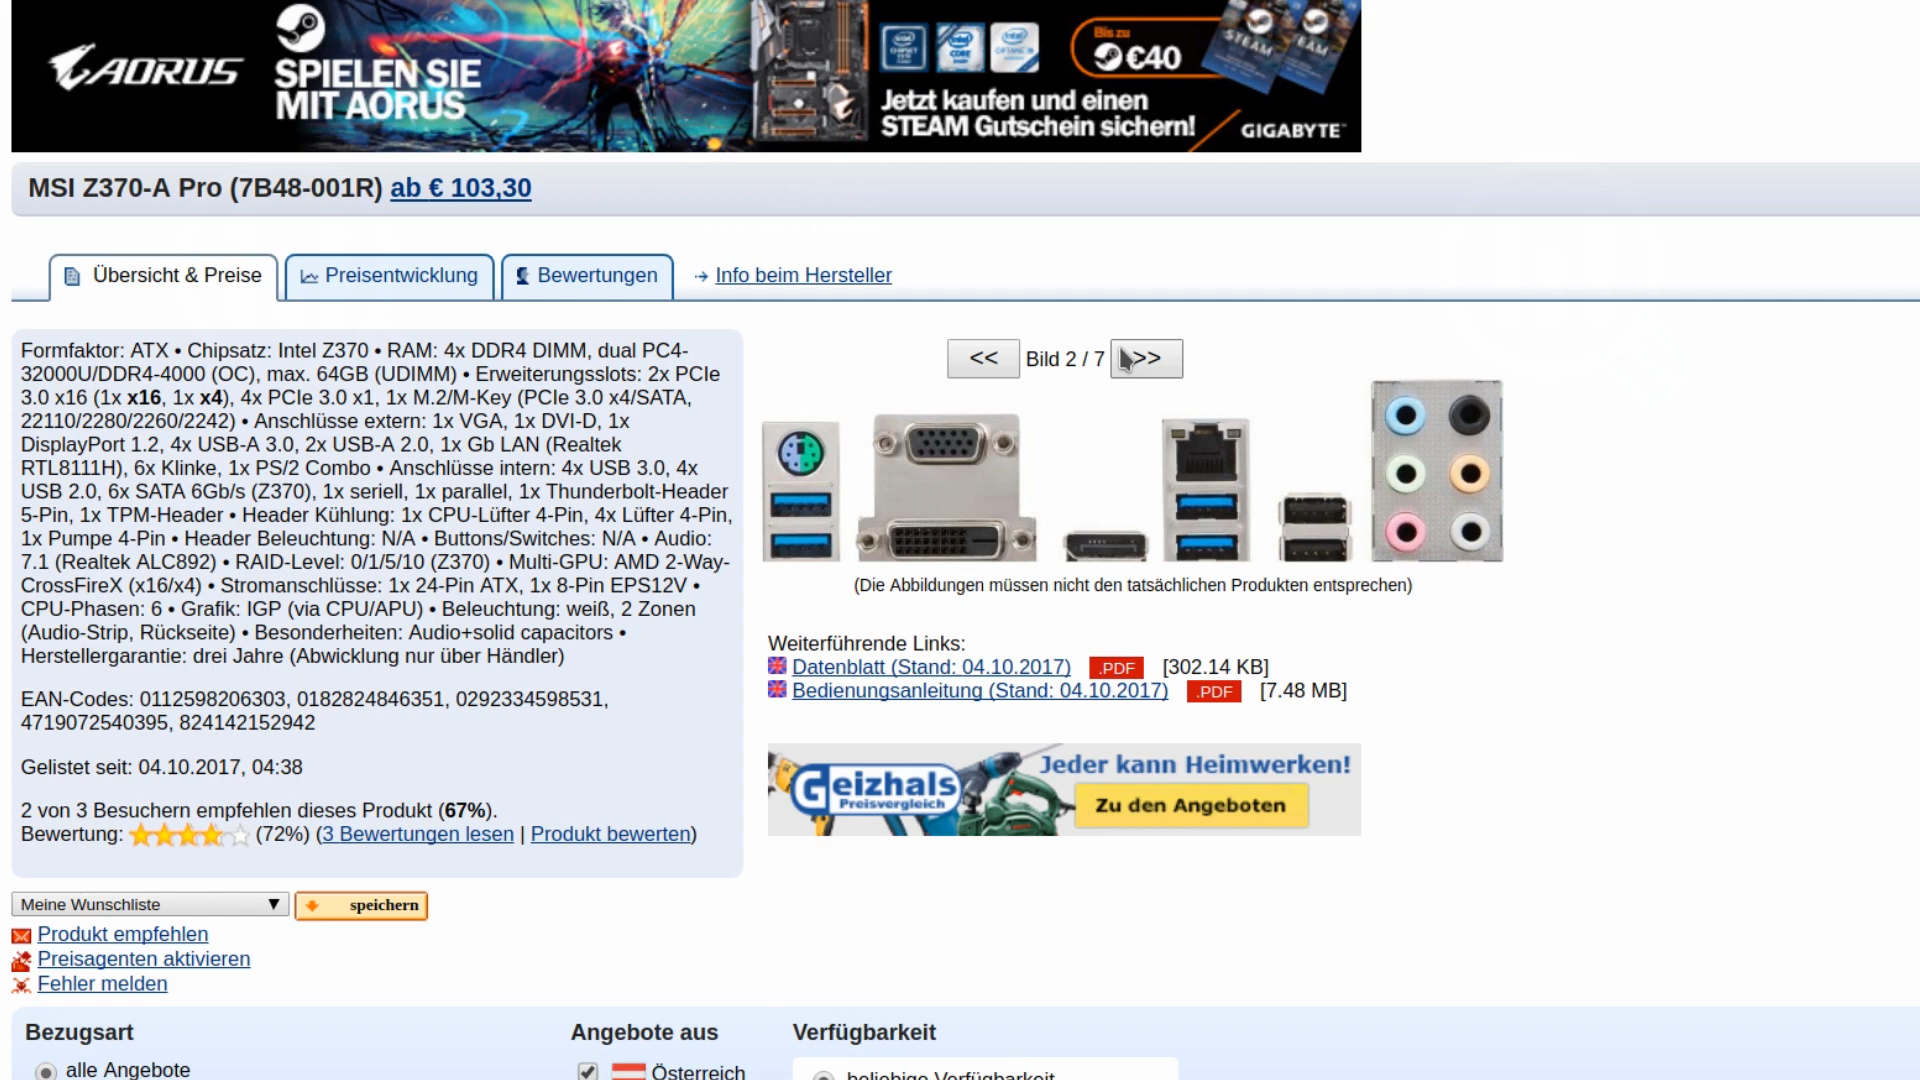 AORUS
SPIELEN SIE
MIT AORUS
Bis zu
€40
STEAM
Jetzt kaufen und einen
STEAM Gutschein sichern!
GIGABYTE
MSI Z370-A Pro (7B48-001R) ab € 103,30
Übersicht & Preise
Preisentwicklung
Bewertungen
Info beim Hersteller
Formfaktor: ATX • Chipsatz: Intel Z370 • RAM: 4x DDR4 DIMM, dual PC4-
32000U/DDR4-4000 (OC), max. 64GB (UDIMM) • Erweiterungsslots: 2x PCIe
3.0 x16 (1x x16, 1x x4), 4x PCIe 3.0 x1, 1x M.2/M-Key (PCIe 3.0 x4/SATA,
22110/2280/2260/2242) • Anschlüsse extern: 1x VGA, 1x DVI-D, 1x
DisplayPort 1.2, 4x USB-A 3.0, 2x USB-A 2.0, 1x Gb LAN (Realtek
RTL8111H), 6x Klinke, 1x PS/2 Combo • Anschlüsse intern: 4x USB 3.0, 4x
USB 2.0, 6x SATA 6Gb/s (Z370), 1x seriell, 1x parallel, 1x Thunderbolt-Header
5-Pin, 1x TPM-Header • Header Kühlung: 1x CPU-Lüfter 4-Pin, 4x Lüfter 4-Pin,
1x Pumpe 4-Pin • Header Beleuchtung: N/A • Buttons/Switches: N/A • Audio:
7.1 (Realtek ALC892) • RAID-Level: 0/1/5/10 (Z370) • Multi-GPU: AMD 2-Way-
CrossFireX (x16/x4) • Stromanschlüsse: 1x 24-Pin ATX, 1x 8-Pin EPS12V •
CPU-Phasen: 6 • Grafik: IGP (via CPU/APU) • Beleuchtung: weiß, 2 Zonen
(Audio-Strip, Rückseite) • Besonderheiten: Audio+solid capacitors •
Herstellergarantie: drei Jahre (Abwicklung nur über Händler)
EAN-Codes: 0112598206303, 0182824846351, 0292334598531,
4719072540395, 824142152942
Gelistet seit: 04.10.2017, 04:38
2 von 3 Besuchern empfehlen dieses Produkt (67%).
Bewertung: (72%) (3 Bewertungen lesen | Produkt bewerten)
<< Bild 2 / 7 >>
(Die Abbildungen müssen nicht den tatsächlichen Produkten entsprechen)
Weiterführende Links:
Datenblatt (Stand: 04.10.2017) .PDF [302.14 KB]
Bedienungsanleitung (Stand: 04.10.2017) .PDF [7.48 MB]
Geizhals
Preisvergleich
Jeder kann Heimwerken!
Zu den Angeboten
Meine Wunschliste
speichern
Produkt empfehlen
Preisagenten aktivieren
Fehler melden
Bezugsart
alle Angebote
Angebote aus
Österreich
Verfügbarkeit
beliebige Verfügbarkeit